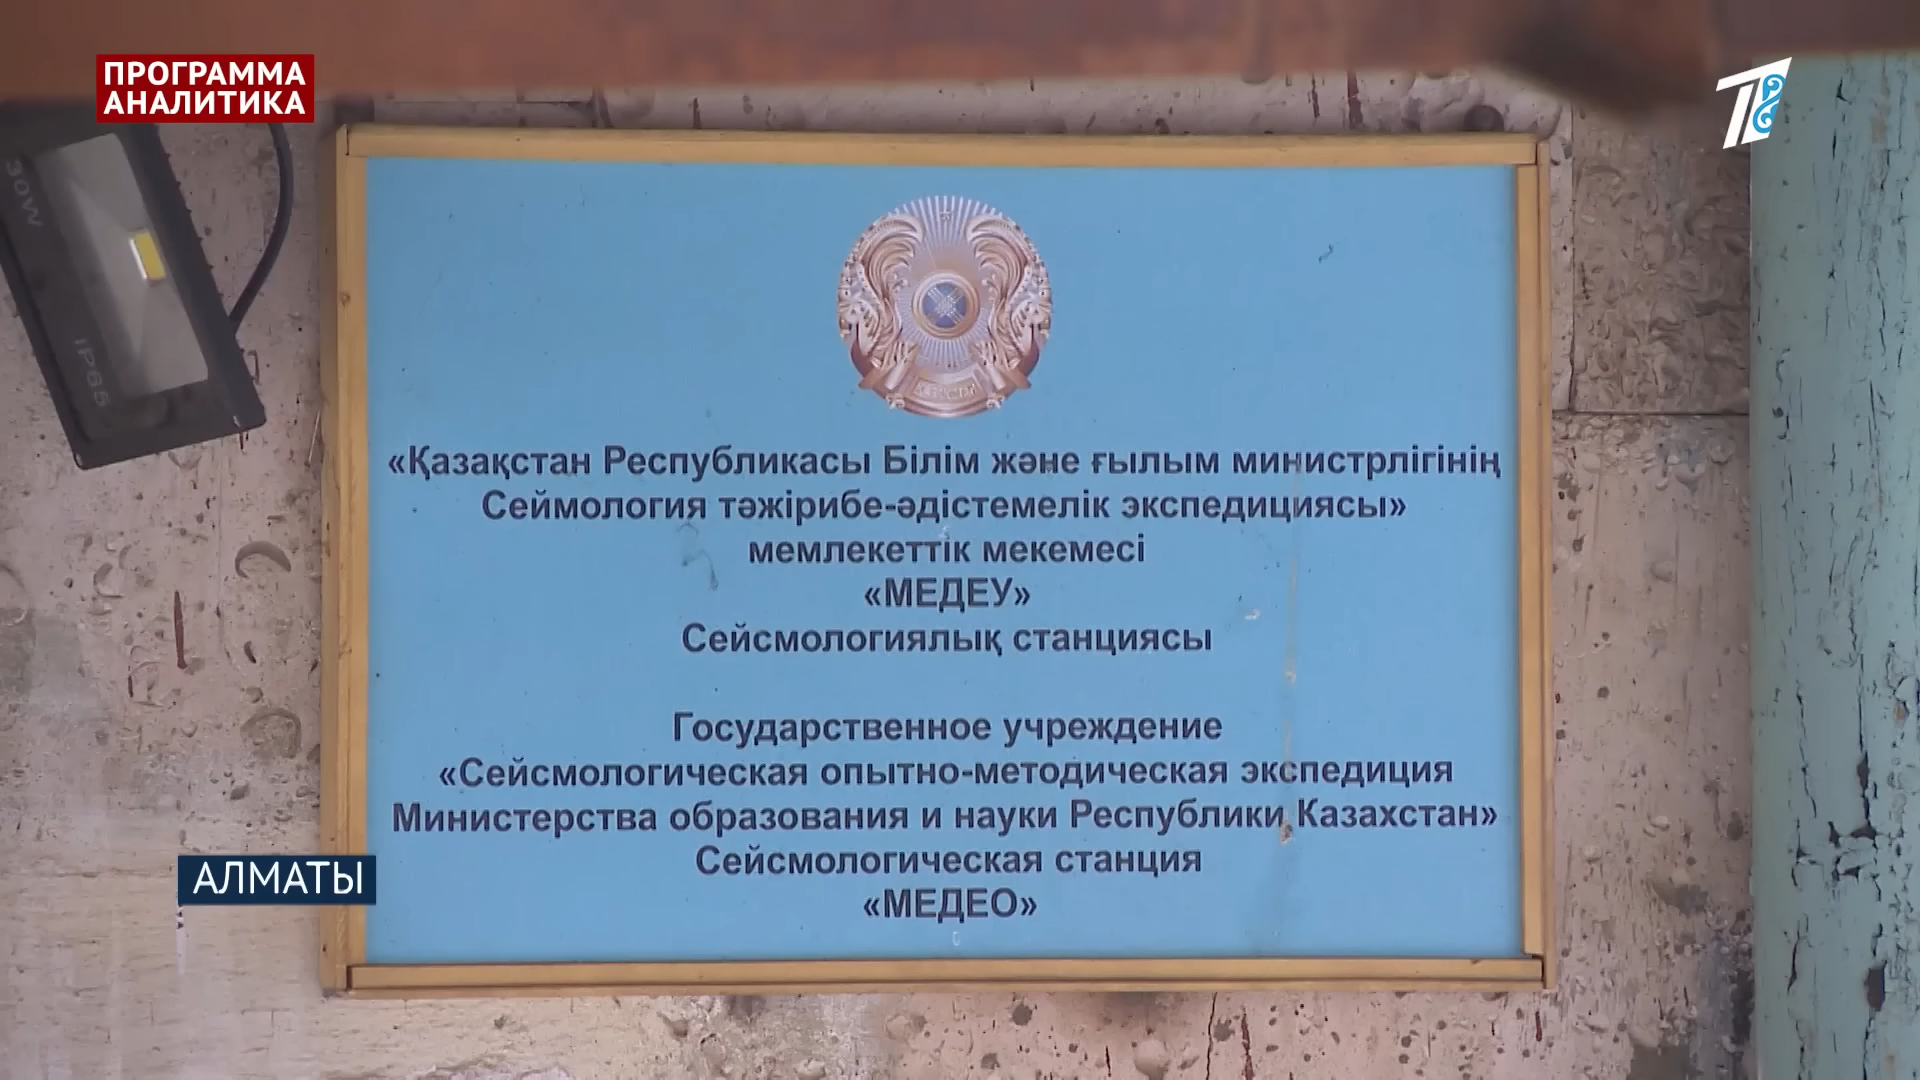 ПРОГРАММА
АНАЛИТИКА
30W
IP65
«Қазақстан Республикасы Білім және ғылым министрлігінің
Сеймология тәжірибе-әдістемелік экспедициясы»
мемлекеттік мекемесі
«МЕДЕУ»
Сейсмологиялық станциясы
Государственное учреждение
«Сейсмологическая опытно-методическая экспедиция
Министерства образования и науки Республики Казахстан»
Сейсмологическая станция
«МЕДЕО»
АЛМАТЫ